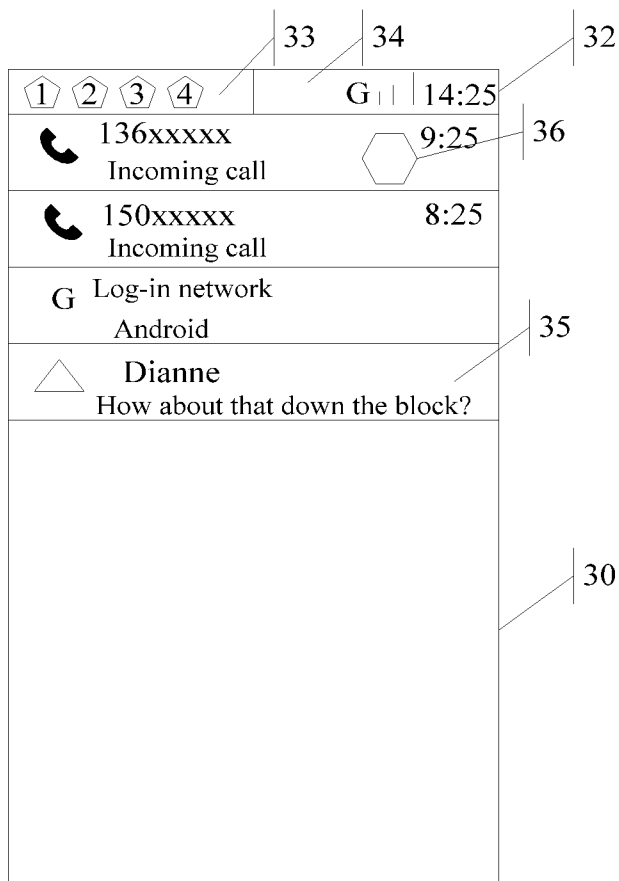 33 34 32
1 2 3 4 G 14:25
136xxxxx 9:25 36
Incoming call
150xxxxx 8:25
Incoming call
G Log-in network
Android
35
Dianne
How about that down the block?
30